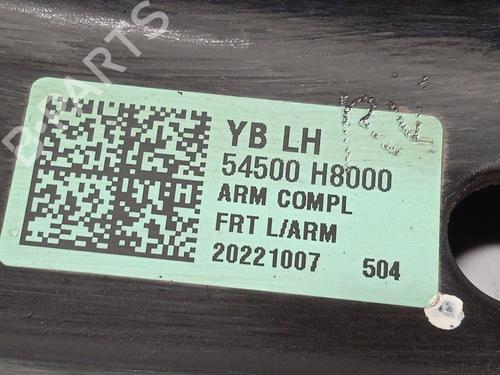 YB LH
54500 H8000
ARM COMPL
FRT L/ARM
20221007 504